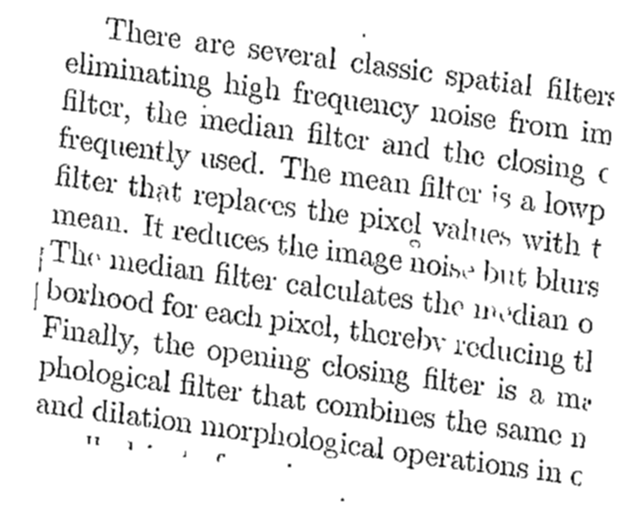 There are several classic spatial filters
eliminating high frequency noise from im
filter, the median filter and the closing
frequently used. The mean filter is a lowp
filter that replaces the pixel values with t
mean. It reduces the image noise but blurs
The median filter calculates the median o
borhood for each pixel, thereby reducing tl
Finally, the opening closing filter is a ma
phological filter that combines the same n
and dilation morphological operations in c